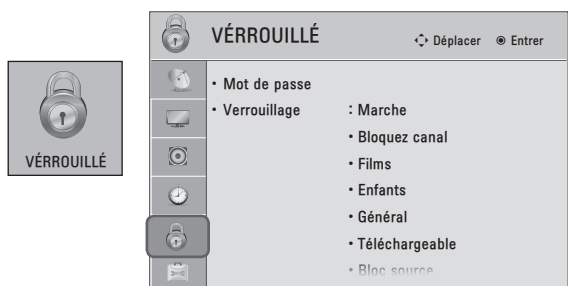 VÉRROUILLÉ
VÉRROUILLÉ Déplacer Entrer
• Mot de passe
• Verrouillage : Marche
• Bloquez canal
• Films
• Enfants
• Général
• Téléchargeable
• Bloc source